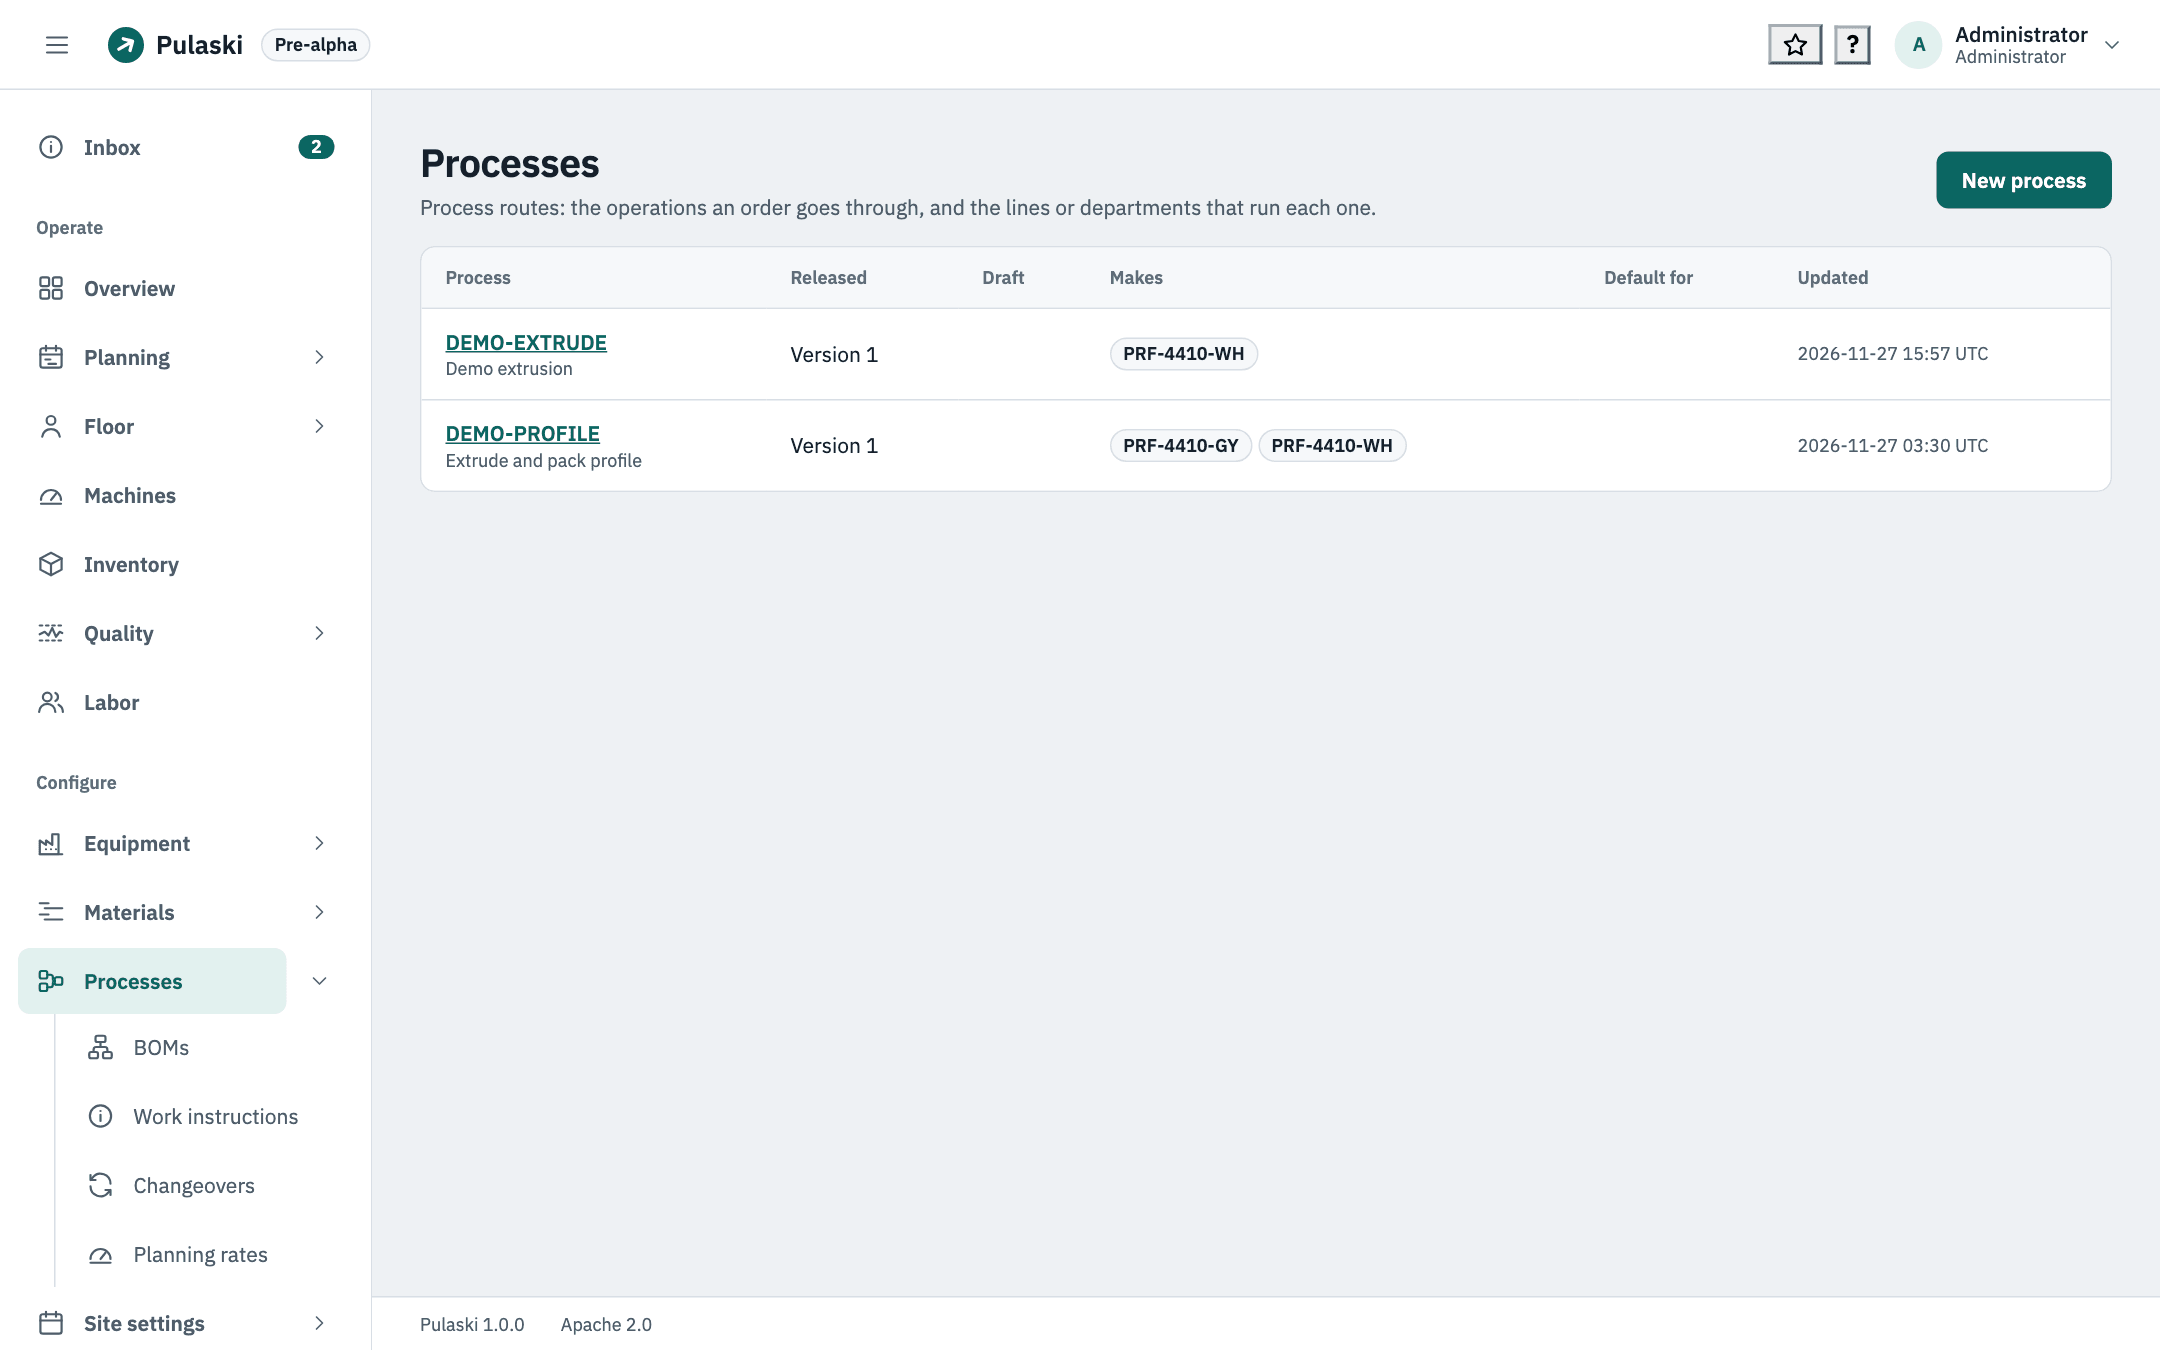 Pulaski Pre-alpha
?
A
Administrator
Administrator
Inbox 2
Operate
Overview
Planning
Floor
Machines
Inventory
Quality
Labor
Configure
Equipment
Materials
Processes
BOMs
Work instructions
Changeovers
Planning rates
Site settings
Processes
Process routes: the operations an order goes through, and the lines or departments that run each one.
New process
Process Released Draft Makes Default for Updated
DEMO-EXTRUDE
Demo extrusion
Version 1 PRF-4410-WH 2026-11-27 15:57 UTC
DEMO-PROFILE
Extrude and pack profile
Version 1 PRF-4410-GY PRF-4410-WH 2026-11-27 03:30 UTC
Pulaski 1.0.0 Apache 2.0